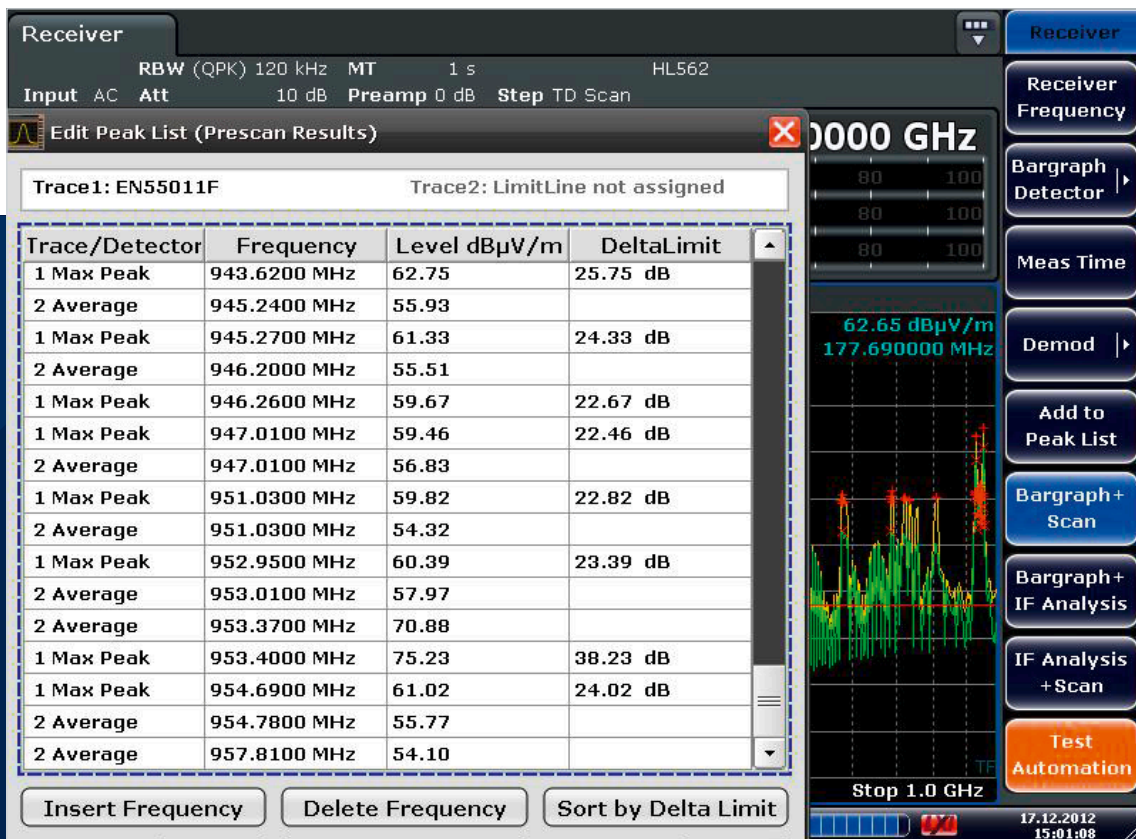 Receiver
Receiver
RBW (QPK) 120 kHz MT 1 s HL562
Input AC Att 10 dB Preamp 0 dB Step TD Scan
Receiver Frequency
Edit Peak List (Prescan Results)
0000 GHz
Trace1: EN55011F Trace2: LimitLine not assigned
80 100
80 100
80 100
Bargraph Detector
Trace/Detector Frequency Level dBµV/m DeltaLimit
1 Max Peak 943.6200 MHz 62.75 25.75 dB
2 Average 945.2400 MHz 55.93
1 Max Peak 945.2700 MHz 61.33 24.33 dB
2 Average 946.2000 MHz 55.51
1 Max Peak 946.2600 MHz 59.67 22.67 dB
1 Max Peak 947.0100 MHz 59.46 22.46 dB
2 Average 947.0100 MHz 56.83
1 Max Peak 951.0300 MHz 59.82 22.82 dB
2 Average 951.0300 MHz 54.32
1 Max Peak 952.9500 MHz 60.39 23.39 dB
2 Average 953.0100 MHz 57.97
2 Average 953.3700 MHz 70.88
1 Max Peak 953.4000 MHz 75.23 38.23 dB
1 Max Peak 954.6900 MHz 61.02 24.02 dB
2 Average 954.7800 MHz 55.77
2 Average 957.8100 MHz 54.10
Insert Frequency Delete Frequency Sort by Delta Limit
62.65 dBµV/m
177.690000 MHz
TF
Stop 1.0 GHz
Meas Time
Demod
Add to Peak List
Bargraph+ Scan
Bargraph+ IF Analysis
IF Analysis +Scan
Test Automation
17.12.2012
15:01:08